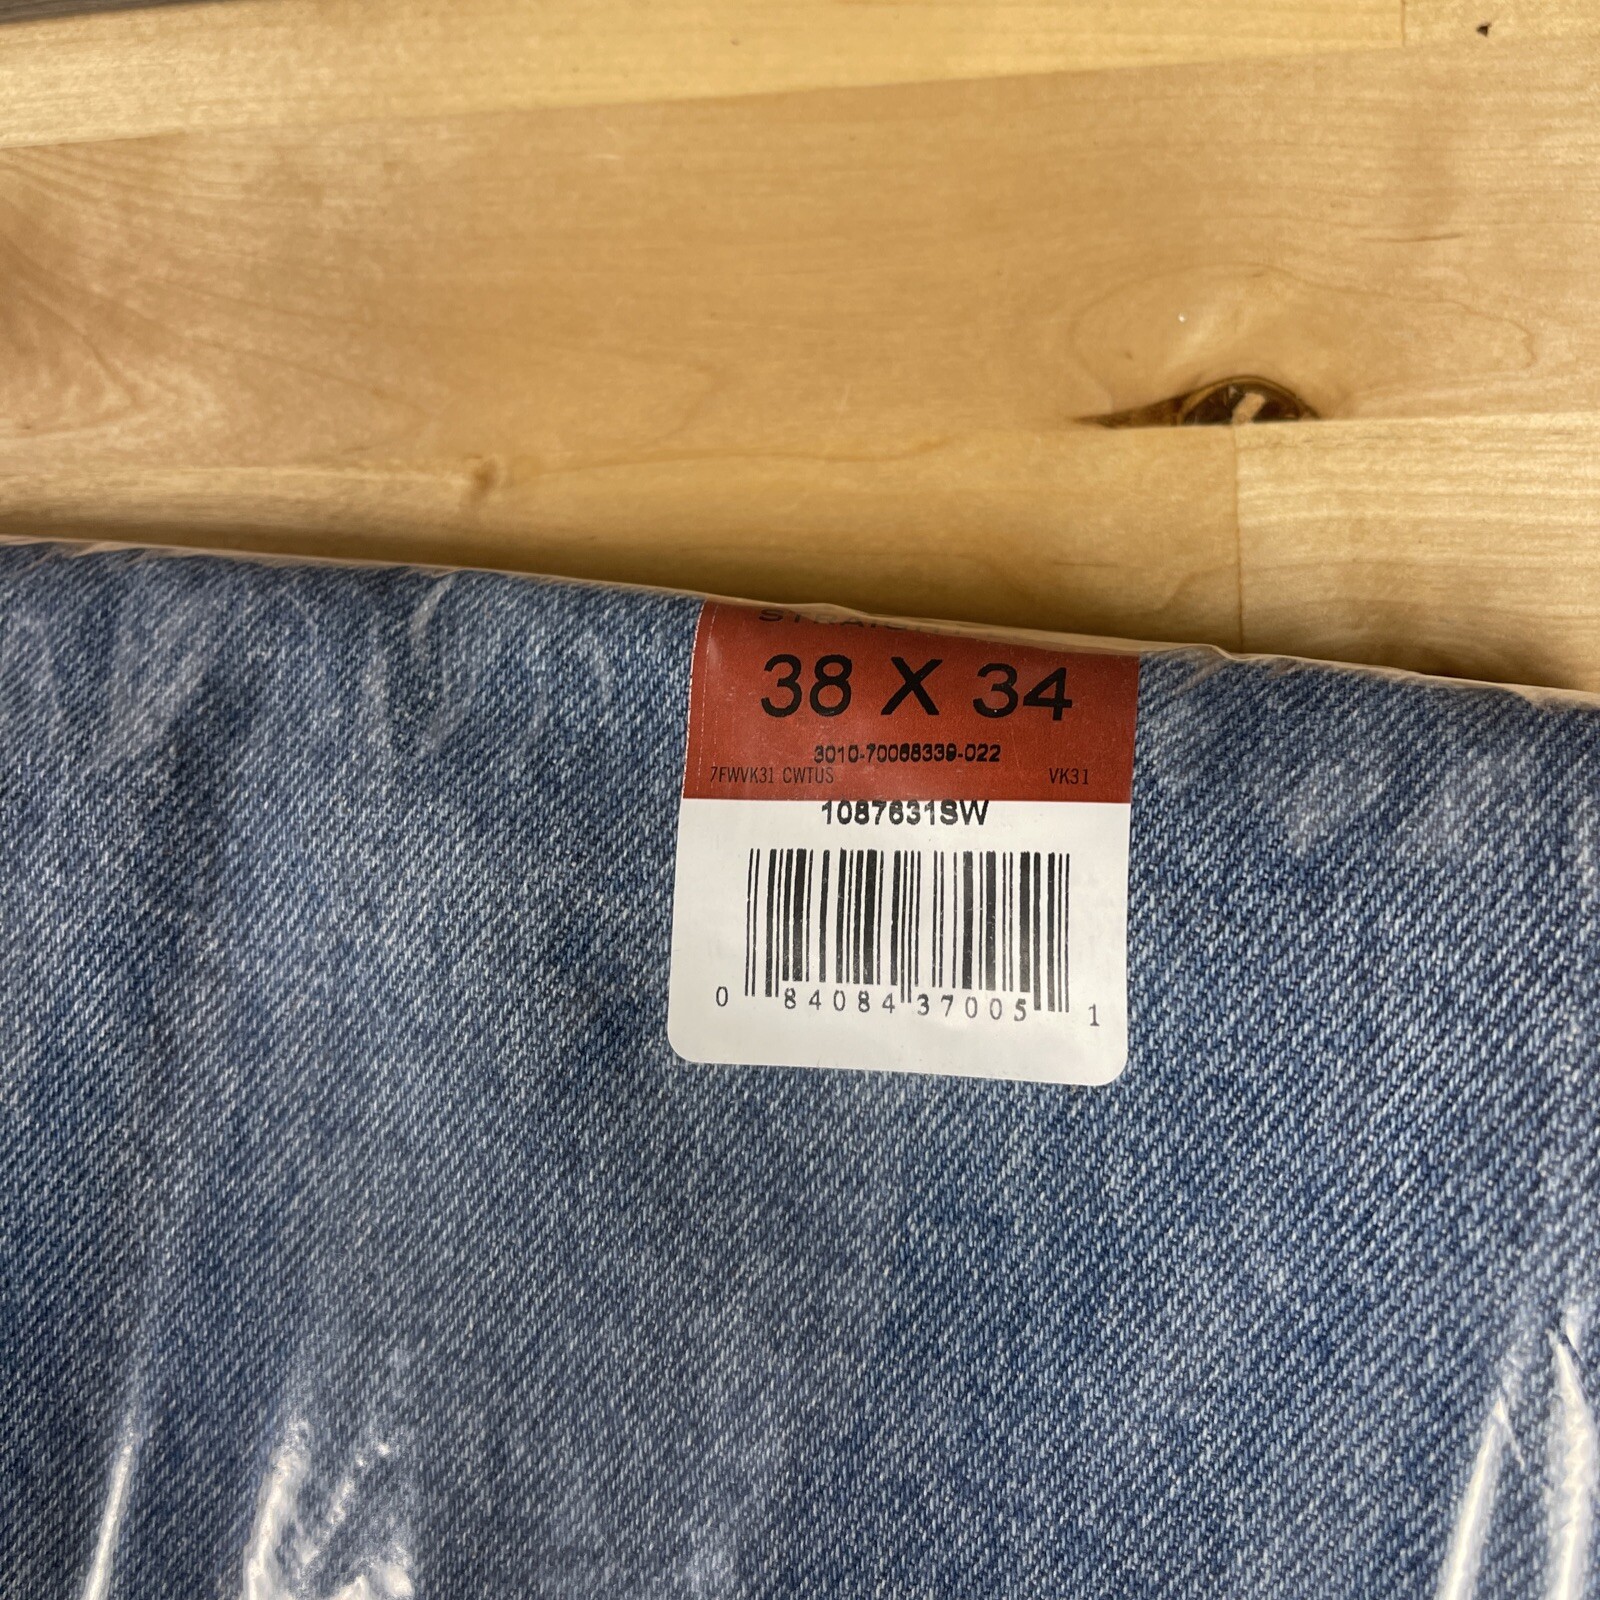 38 X 34
3010-70068339-022
7FWVK31 CWTUS VK31
1087631SW
0 84084 37005 1